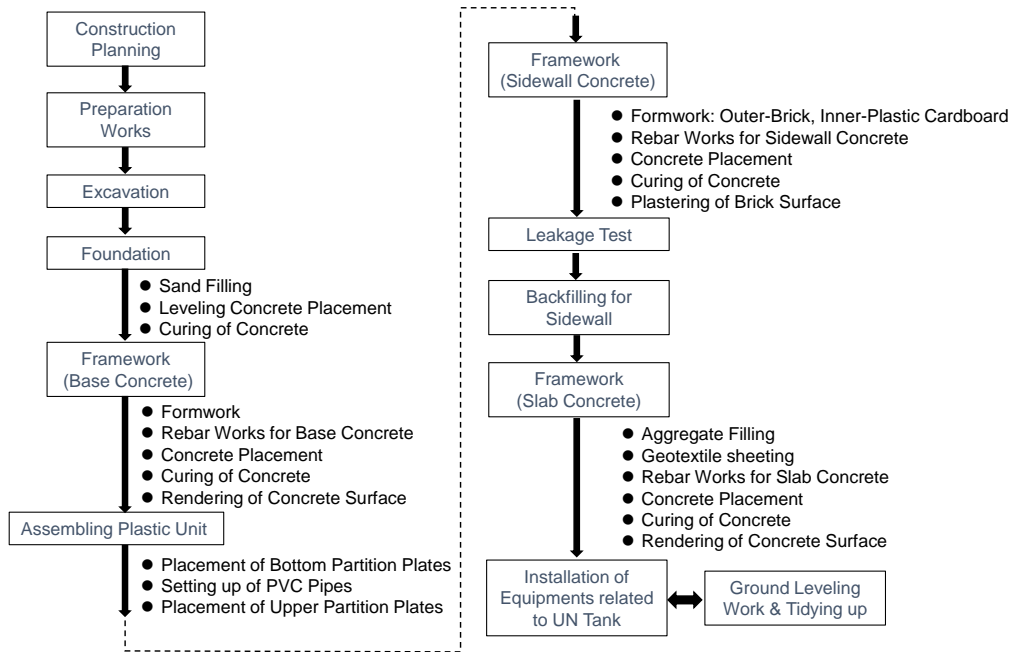 Construction
Planning
Preparation
Works
Excavation
Foundation
● Sand Filling
● Leveling Concrete Placement
● Curing of Concrete
Framework
(Base Concrete)
● Formwork
● Rebar Works for Base Concrete
● Concrete Placement
● Curing of Concrete
● Rendering of Concrete Surface
Assembling Plastic Unit
● Placement of Bottom Partition Plates
● Setting up of PVC Pipes
● Placement of Upper Partition Plates
Framework
(Sidewall Concrete)
● Formwork: Outer-Brick, Inner-Plastic Cardboard
● Rebar Works for Sidewall Concrete
● Concrete Placement
● Curing of Concrete
● Plastering of Brick Surface
Leakage Test
Backfilling for
Sidewall
Framework
(Slab Concrete)
● Aggregate Filling
● Geotextile sheeting
● Rebar Works for Slab Concrete
● Concrete Placement
● Curing of Concrete
● Rendering of Concrete Surface
Installation of
Equipments related
to UN Tank
Ground Leveling
Work & Tidying up